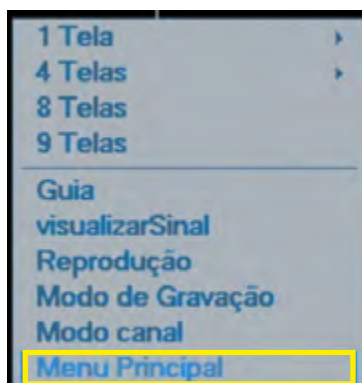 1 Tela
4 Telas
8 Telas
9 Telas
Guia
visualizarSinal
Reprodução
Modo de Gravação
Modo canal
Menu Principal